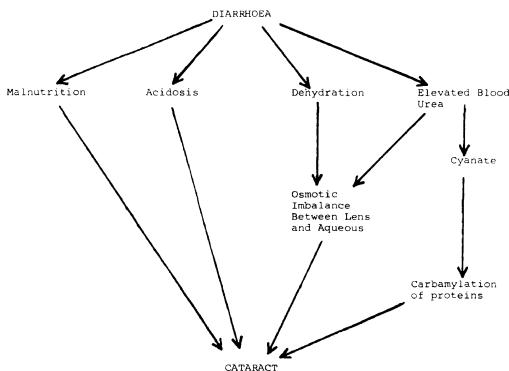 DIARRHOEA
Malnutrition
Acidosis
Dehydration
Elevated Blood
Urea
Cyanate
Osmotic
Imbalance
Between Lens
and Aqueous
Carbamylation
of proteins
CATARACT